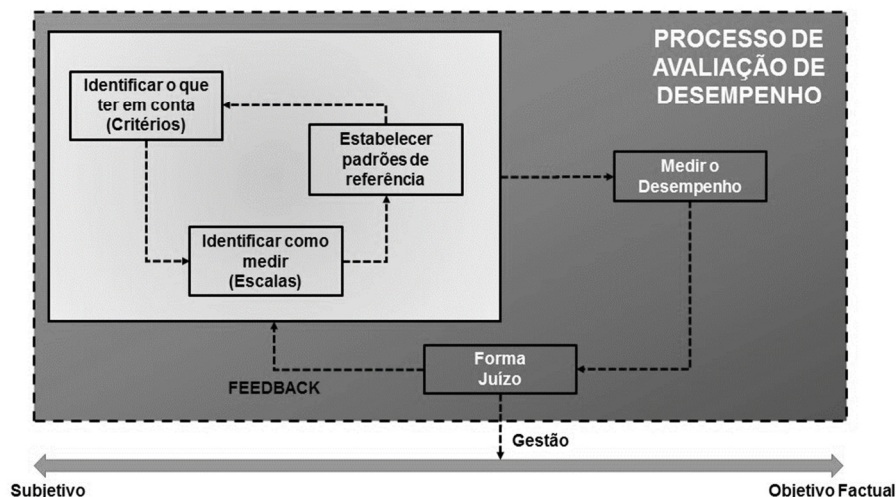 PROCESSO DE
AVALIAÇÃO DE
DESEMPENHO
Identificar o que
ter em conta
(Critérios)
Estabelecer
padrões de
referência
Medir o
Desempenho
Identificar como
medir
(Escalas)
Forma
Juízo
FEEDBACK
Gestão
Subjetivo
Objetivo Factual